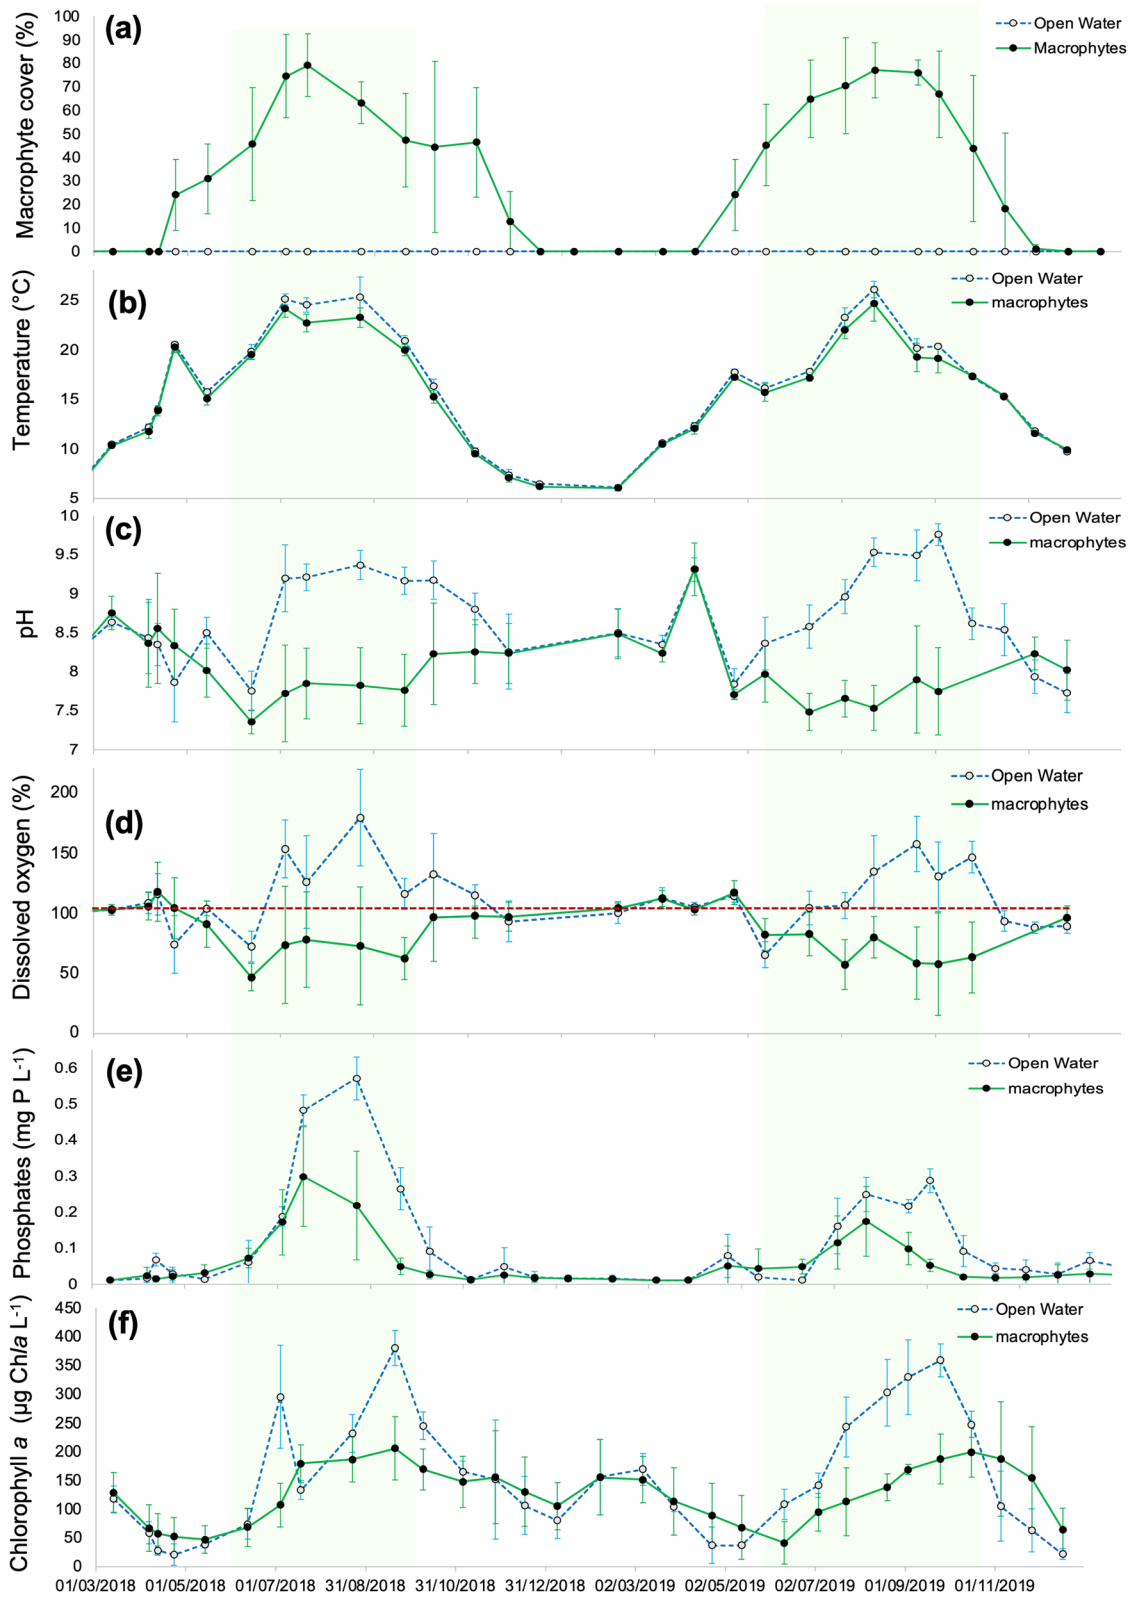 (a)
Macrophyte cover (%)
100
90
80
70
60
50
40
30
20
10
0
Open Water
Macrophytes
(b)
Temperature (°C)
25
20
15
10
5
Open Water
macrophytes
(c)
pH
10
9.5
9
8.5
8
7.5
7
Open Water
macrophytes
(d)
Dissolved oxygen (%)
200
150
100
50
0
Open Water
macrophytes
(e)
Phosphates (mg P L⁻¹)
0.6
0.5
0.4
0.3
0.2
0.1
0
Open Water
macrophytes
(f)
Chlorophyll a (µg Chla L⁻¹)
450
400
350
300
250
200
150
100
50
0
Open Water
macrophytes
01/03/2018 01/05/2018 01/07/2018 31/08/2018 31/10/2018 31/12/2018 02/03/2019 02/05/2019 02/07/2019 01/09/2019 01/11/2019